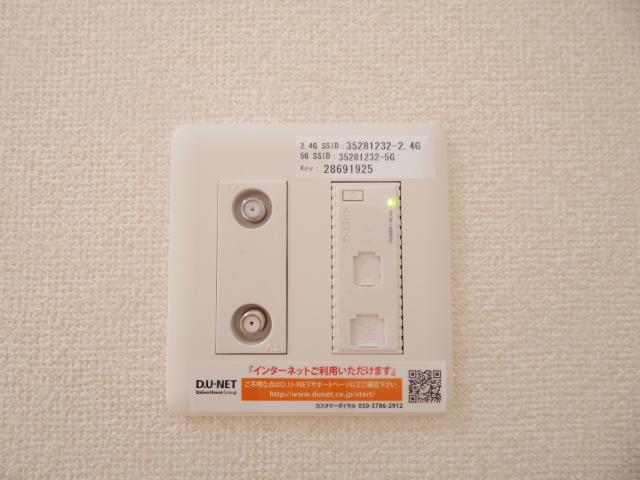 2.4G SSID : 35281232-2.4G
5G SSID : 35281232-5G
Key : 28691925
D-Link
『インターネットご利用いただけます』
D.U-NET
Daiwa House Group
ご不明な点はD.U-NETサポートページにてご確認下さい
http://www.dunet.co.jp/start/
カスタマーダイヤル 050-3786-2912